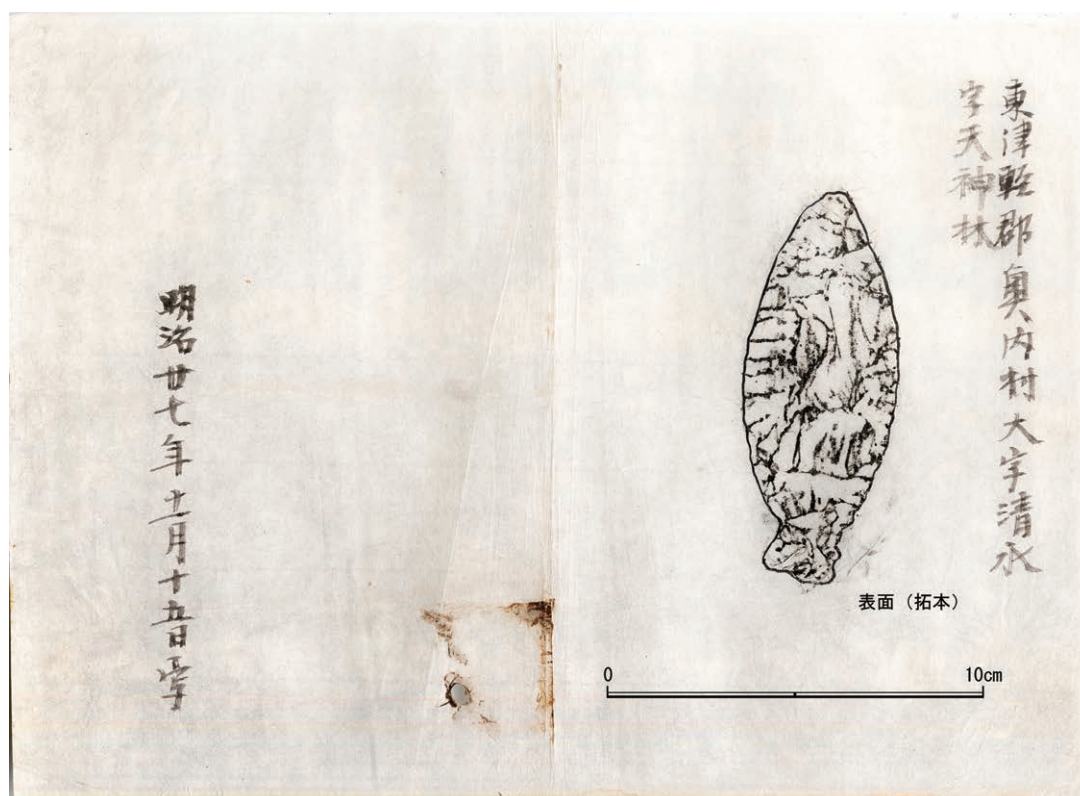 東津軽郡奥内村大字清水
字天神林
表面（拓本）
0 10cm
明治廿七年十二月十五日写